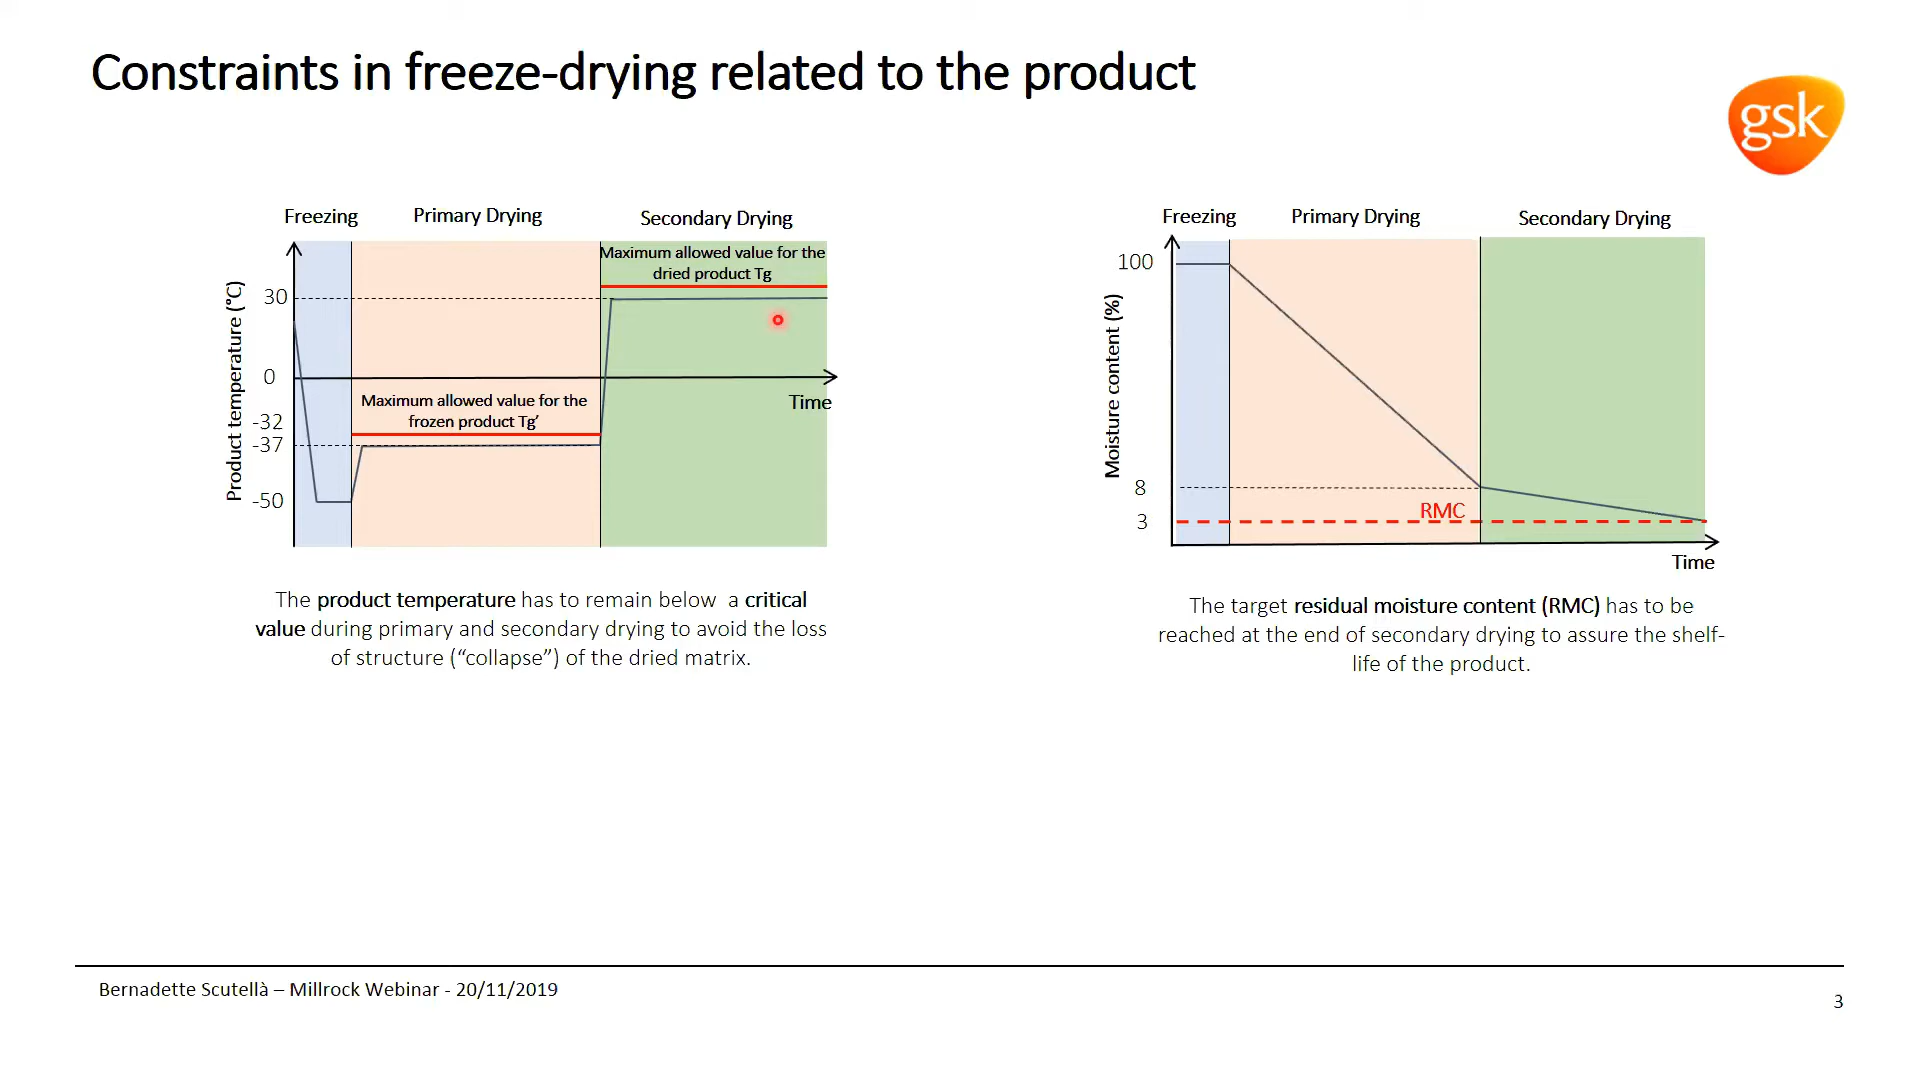 Constraints in freeze-drying related to the product
gsk
Freezing
Primary Drying
Secondary Drying
Maximum allowed value for the
dried product Tg
Product temperature (°C)
30
0
-32
-37
-50
Maximum allowed value for the
frozen product Tg’
Time
The product temperature has to remain below a critical
value during primary and secondary drying to avoid the loss
of structure (“collapse”) of the dried matrix.
Freezing
Primary Drying
Secondary Drying
Moisture content (%)
100
8
3
RMC
Time
The target residual moisture content (RMC) has to be
reached at the end of secondary drying to assure the shelf-
life of the product.
Bernadette Scutellà – Millrock Webinar - 20/11/2019
3